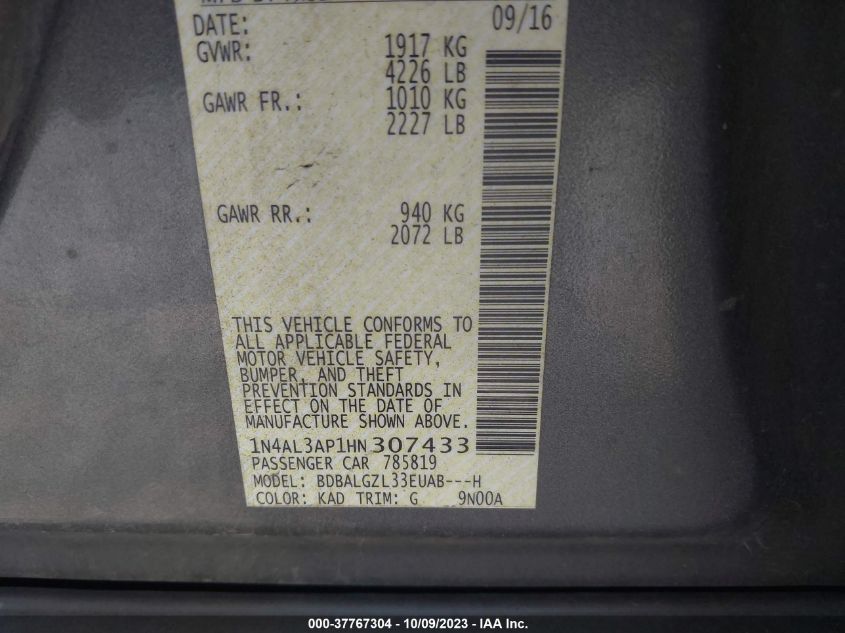 DATE: 09/16
GVWR: 1917 KG
4226 LB
GAWR FR.: 1010 KG
2227 LB
GAWR RR.: 940 KG
2072 LB
THIS VEHICLE CONFORMS TO
ALL APPLICABLE FEDERAL
MOTOR VEHICLE SAFETY,
BUMPER, AND THEFT
PREVENTION STANDARDS IN
EFFECT ON THE DATE OF
MANUFACTURE SHOWN ABOVE.
1N4AL3AP1HN307433
PASSENGER CAR 785819
MODEL: BDBALGZL33EUAB---H
COLOR: KAD TRIM: G 9N00A
000-37767304 - 10/09/2023 - IAA Inc.